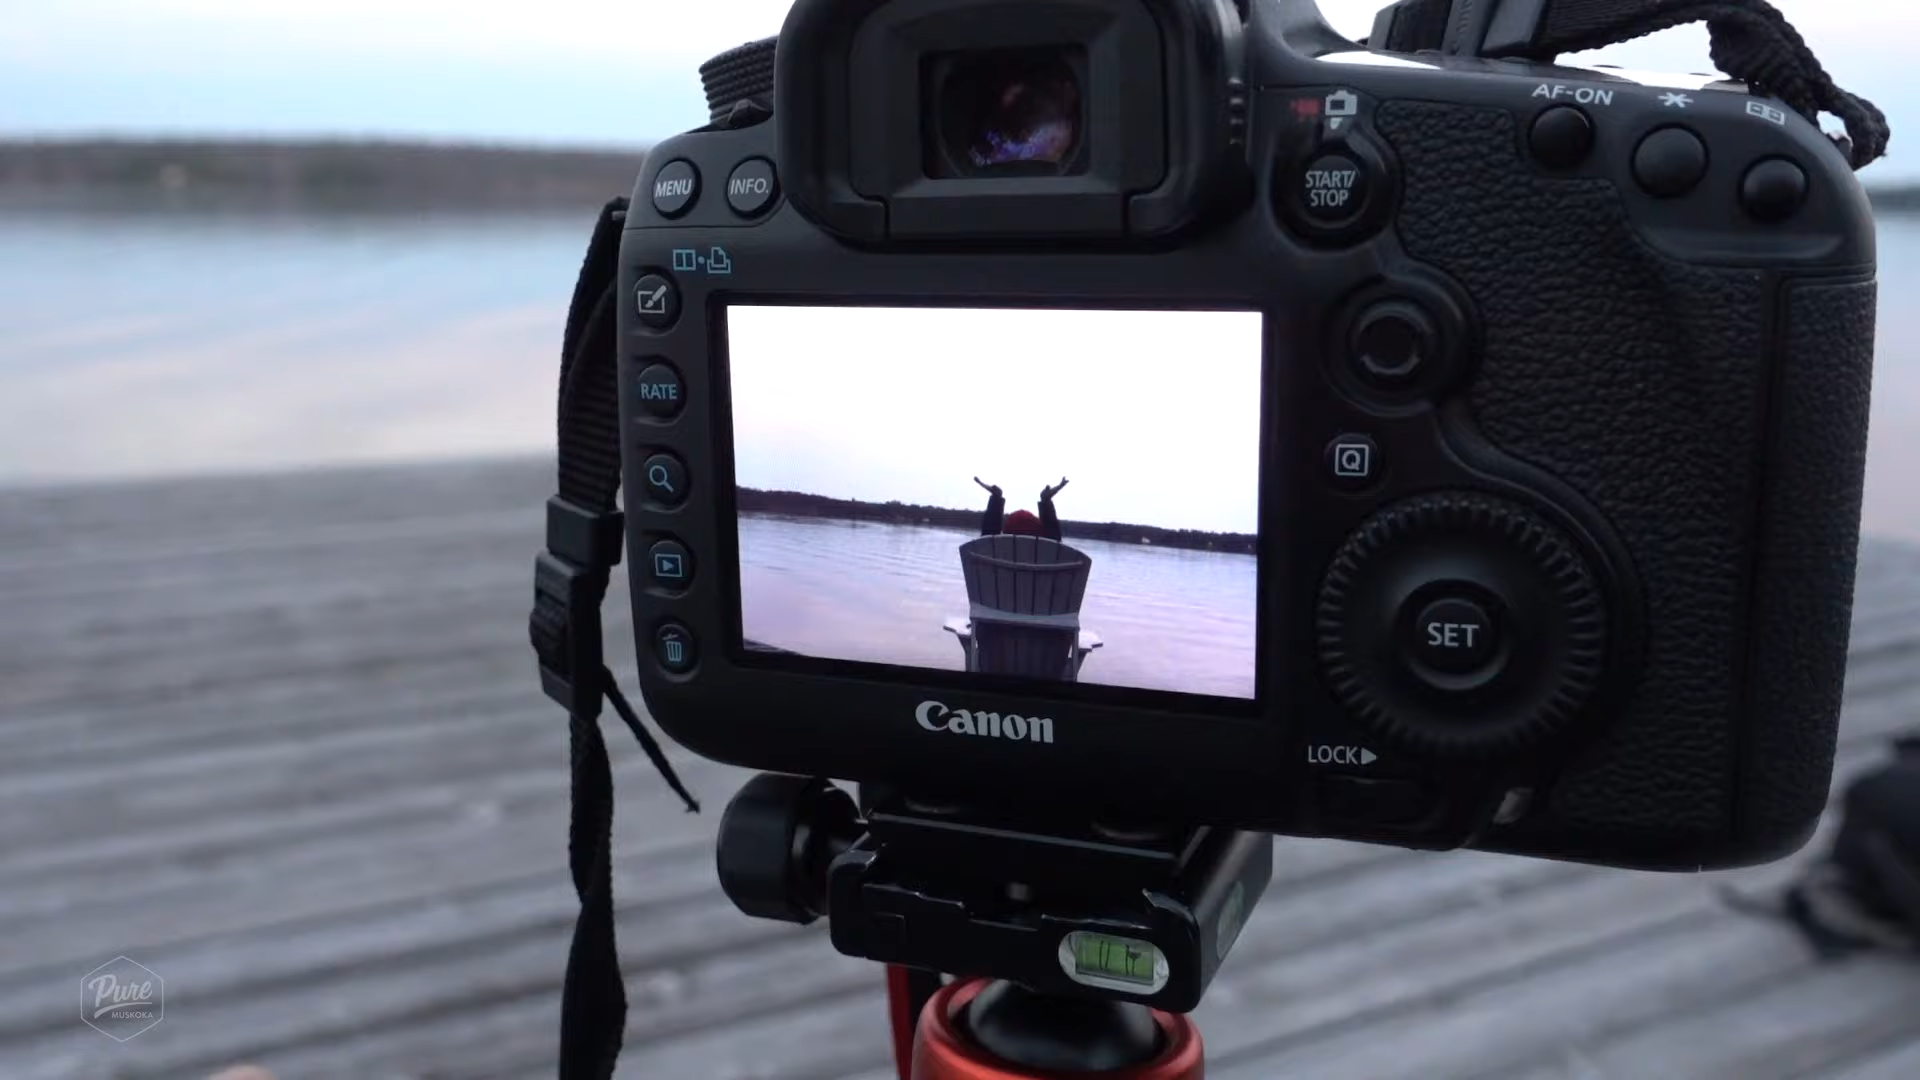 AF-ON
MENU
INFO.
START/
STOP
RATE
Q
SET
Canon
LOCK
Pure
MUSKOKA